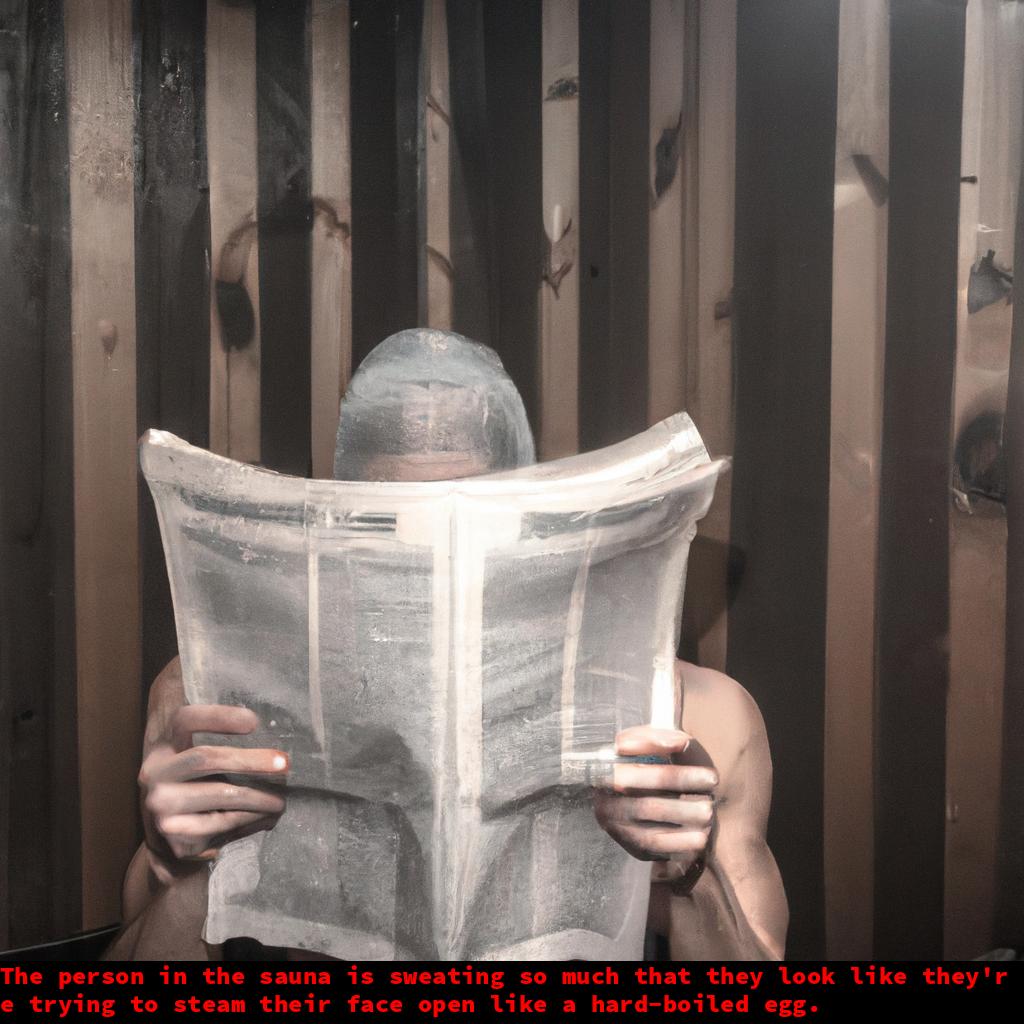 The person in the sauna is sweating so much that they look like they'r
e trying to steam their face open like a hard-boiled egg.